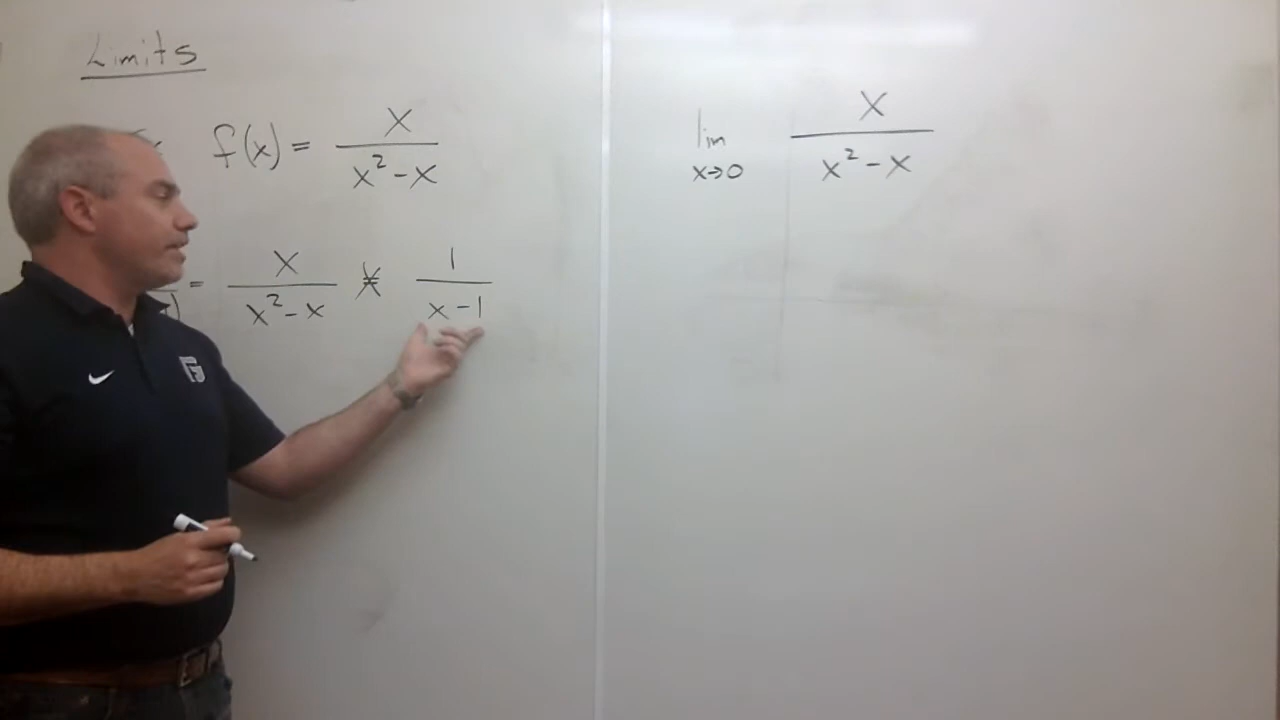 Limits
f(x) = x / (x² - x)
= x / (x² - x) ≠ 1 / (x - 1)
lim x→0 x / (x² - x)